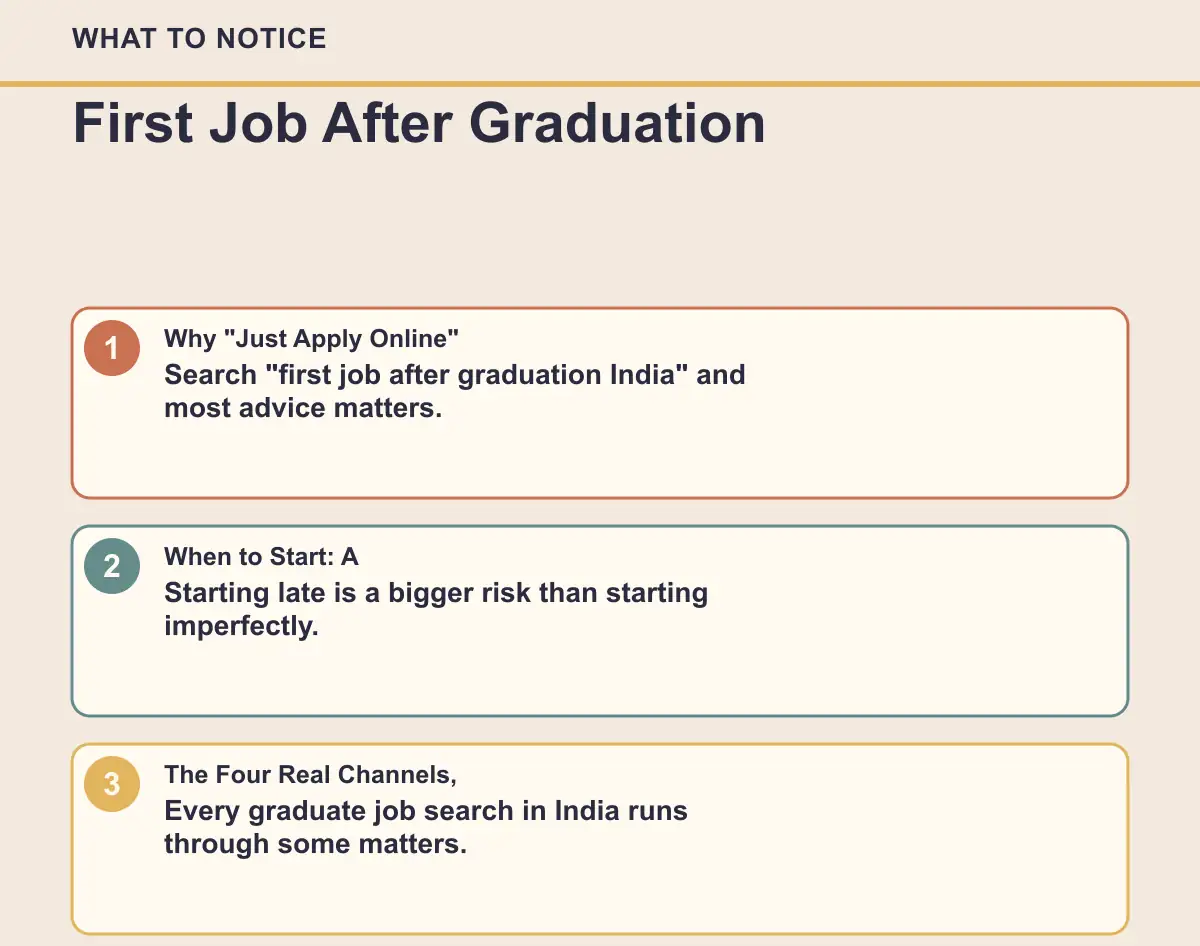 WHAT TO NOTICE
First Job After Graduation
1
Why "Just Apply Online"
Search "first job after graduation India" and
most advice matters.
2
When to Start: A
Starting late is a bigger risk than starting
imperfectly.
3
The Four Real Channels,
Every graduate job search in India runs
through some matters.